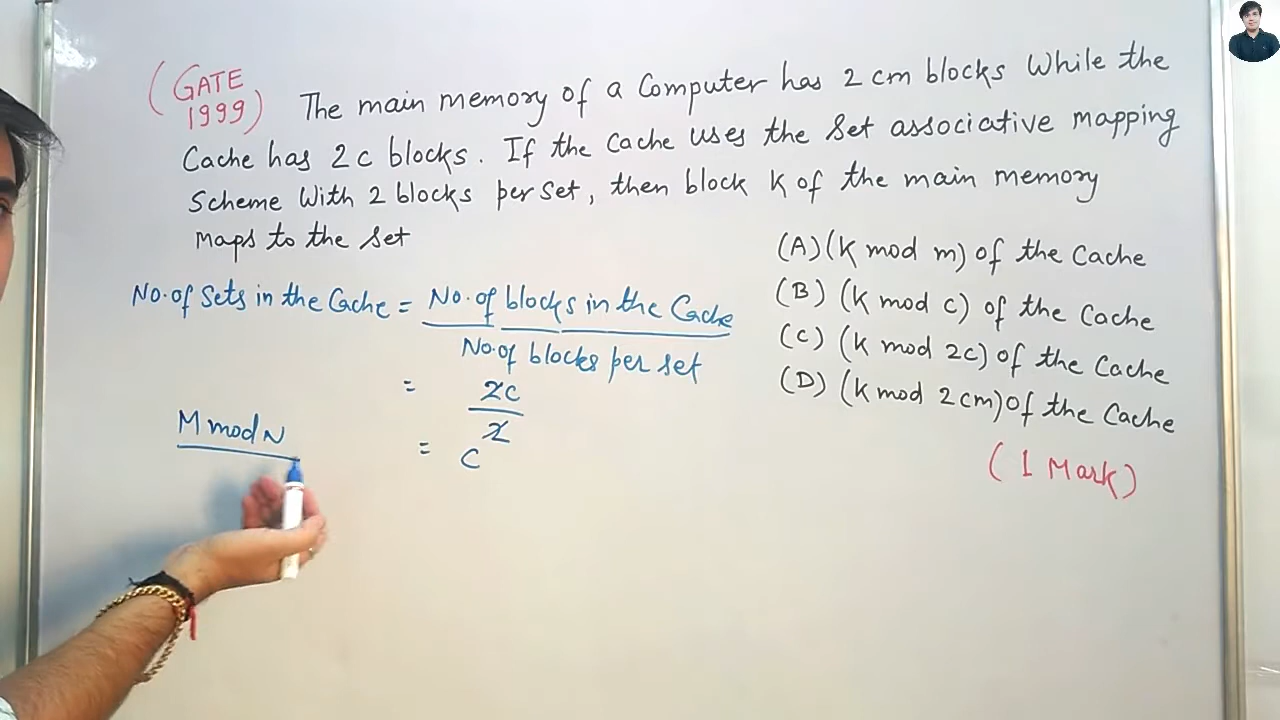 (GATE 1999)
The main memory of a Computer has 2 cm blocks While the
Cache has 2c blocks. If the Cache uses the Set associative mapping
Scheme With 2 blocks per set, then block K of the main memory
Maps to the set
(A) (K mod m) of the Cache
(B) (K mod c) of the Cache
(C) (K mod 2c) of the Cache
(D) (K mod 2cm) of the Cache
(1 Mark)
No. of Sets in the Cache = No. of blocks in the Cache
No. of blocks per set
= 2c
2
= c
M mod N